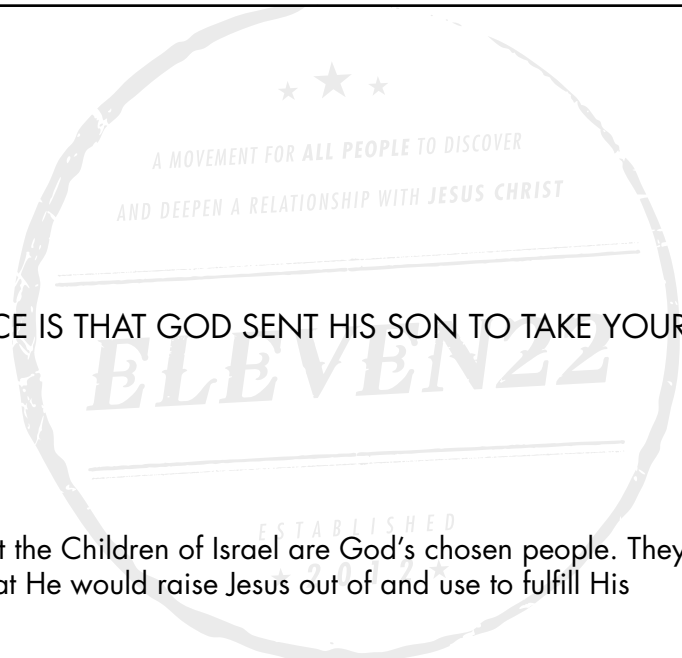 A MOVEMENT FOR ALL PEOPLE TO DISCOVER
AND DEEPEN A RELATIONSHIP WITH JESUS CHRIST
CE IS THAT GOD SENT HIS SON TO TAKE YOUR
ELEVEN22
ESTABLISHED
t the Children of Israel are God's chosen people. They
2012
at He would raise Jesus out of and use to fulfill His